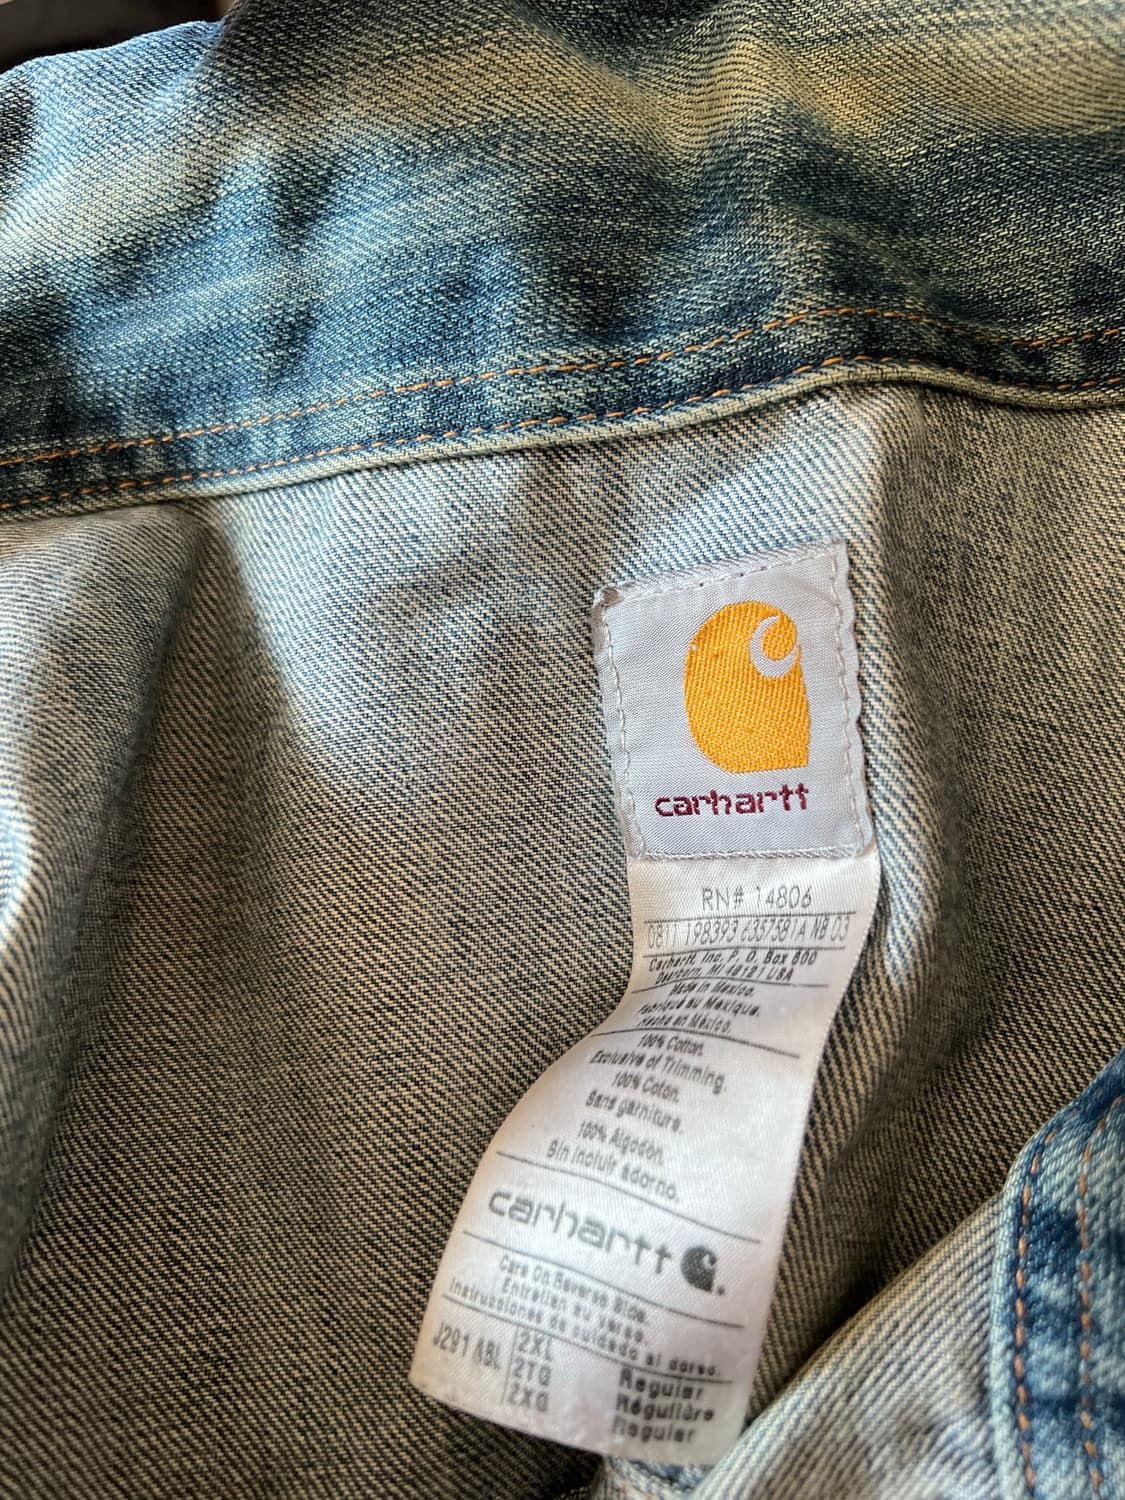 carhartt
RN# 14806
0811 198393 635758 1A NB 03
Carhartt, Inc. P. O. Box 600
Dearborn, MI 48121 USA
Made in Mexico.
Fabriqué au Mexique.
Hecho en México.
100% Cotton.
Exclusive of Trimming.
100% Coton.
Sans garniture.
100% Algodon.
Sin incluir adorno.
carhartt
Care On Reverse Side.
Entretien au verso.
Instrucciones de cuidado al dorso.
J291 ABL 2XL Regular
2TG Régulière
2XG Regular